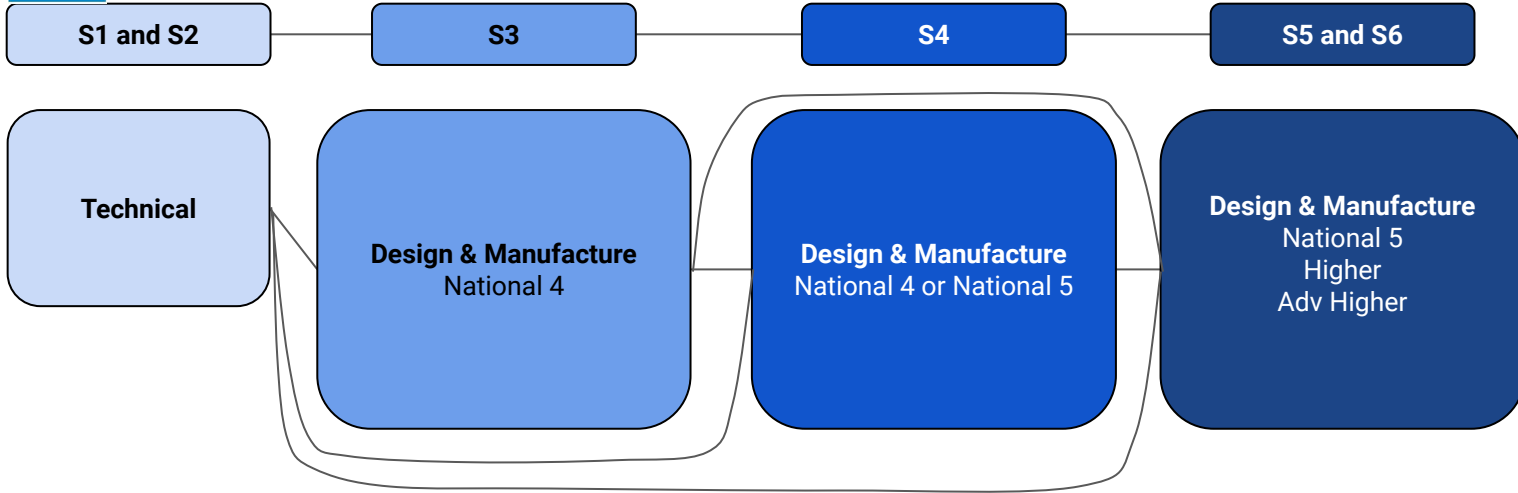 S1 and S2
S3
S4
S5 and S6
Technical
Design & Manufacture
National 4
Design & Manufacture
National 4 or National 5
Design & Manufacture
National 5
Higher
Adv Higher